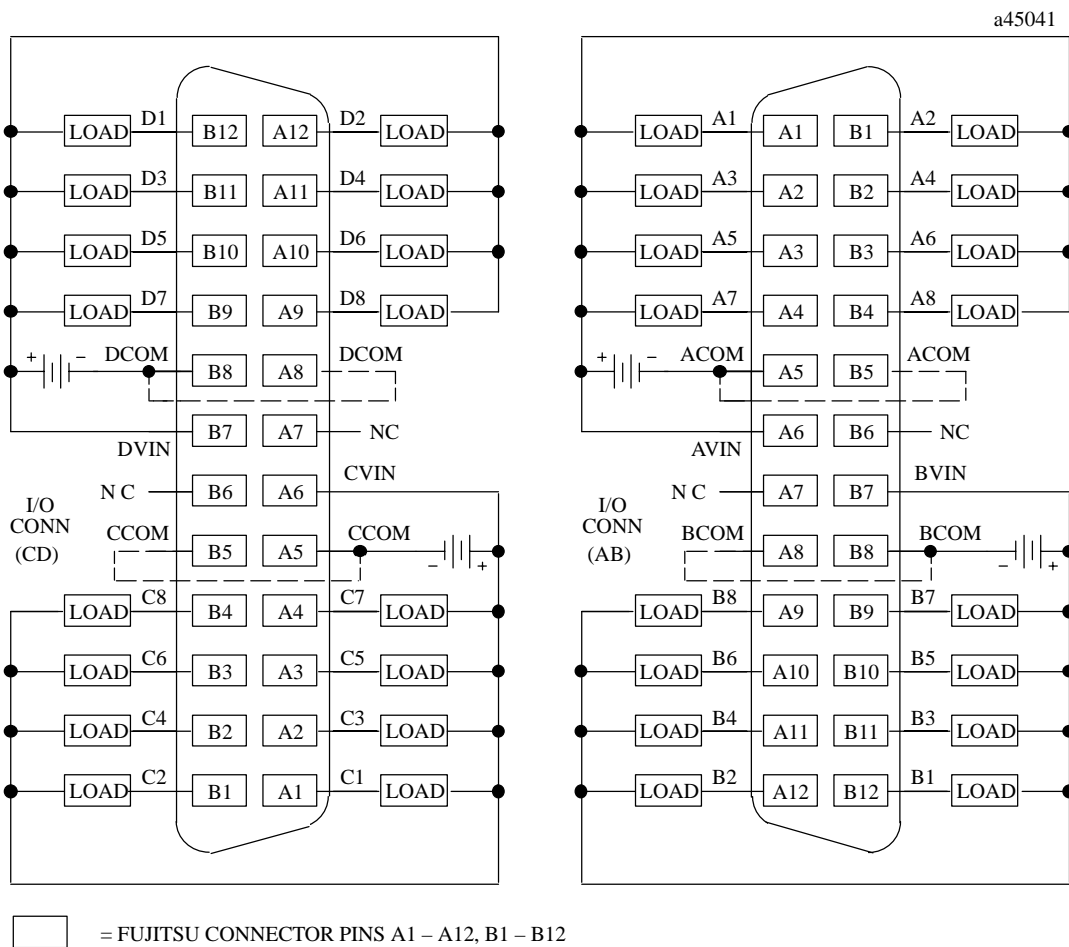 a45041
LOAD D1 B12 A12 D2 LOAD
LOAD D3 B11 A11 D4 LOAD
LOAD D5 B10 A10 D6 LOAD
LOAD D7 B9 A9 D8 LOAD
+ – DCOM B8 A8 DCOM
DVIN B7 A7 NC
N C B6 A6 CVIN
I/O
CONN
(CD)
CCOM B5 A5 CCOM – +
LOAD C8 B4 A4 C7 LOAD
LOAD C6 B3 A3 C5 LOAD
LOAD C4 B2 A2 C3 LOAD
LOAD C2 B1 A1 C1 LOAD
LOAD A1 A1 B1 A2 LOAD
LOAD A3 A2 B2 A4 LOAD
LOAD A5 A3 B3 A6 LOAD
LOAD A7 A4 B4 A8 LOAD
+ – ACOM A5 B5 ACOM
AVIN A6 B6 NC
N C A7 B7 BVIN
I/O
CONN
(AB)
BCOM A8 B8 BCOM – +
LOAD B8 A9 B9 B7 LOAD
LOAD B6 A10 B10 B5 LOAD
LOAD B4 A11 B11 B3 LOAD
LOAD B2 A12 B12 B1 LOAD
= FUJITSU CONNECTOR PINS A1 – A12, B1 – B12